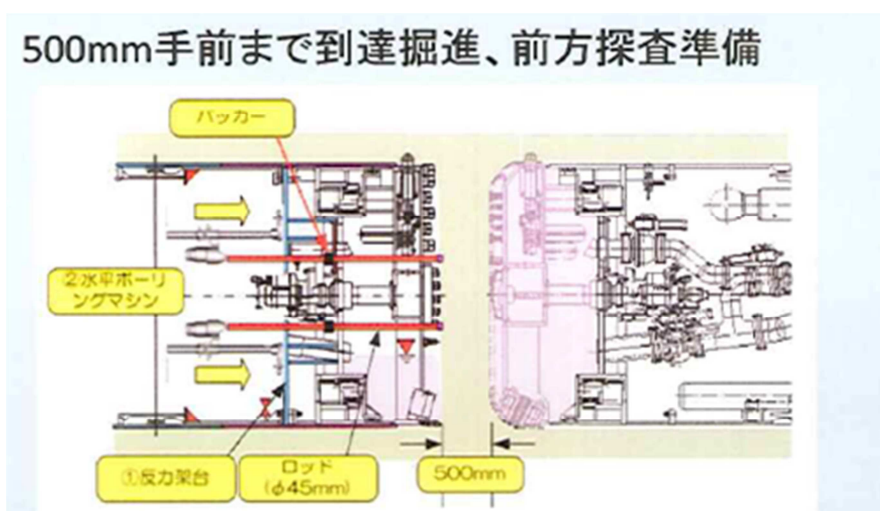 500mm手前まで到達掘進、前方探査準備
パッカー
②水平ボーリ
ングマシン
①反力架台
ロッド
(φ45mm)
500mm